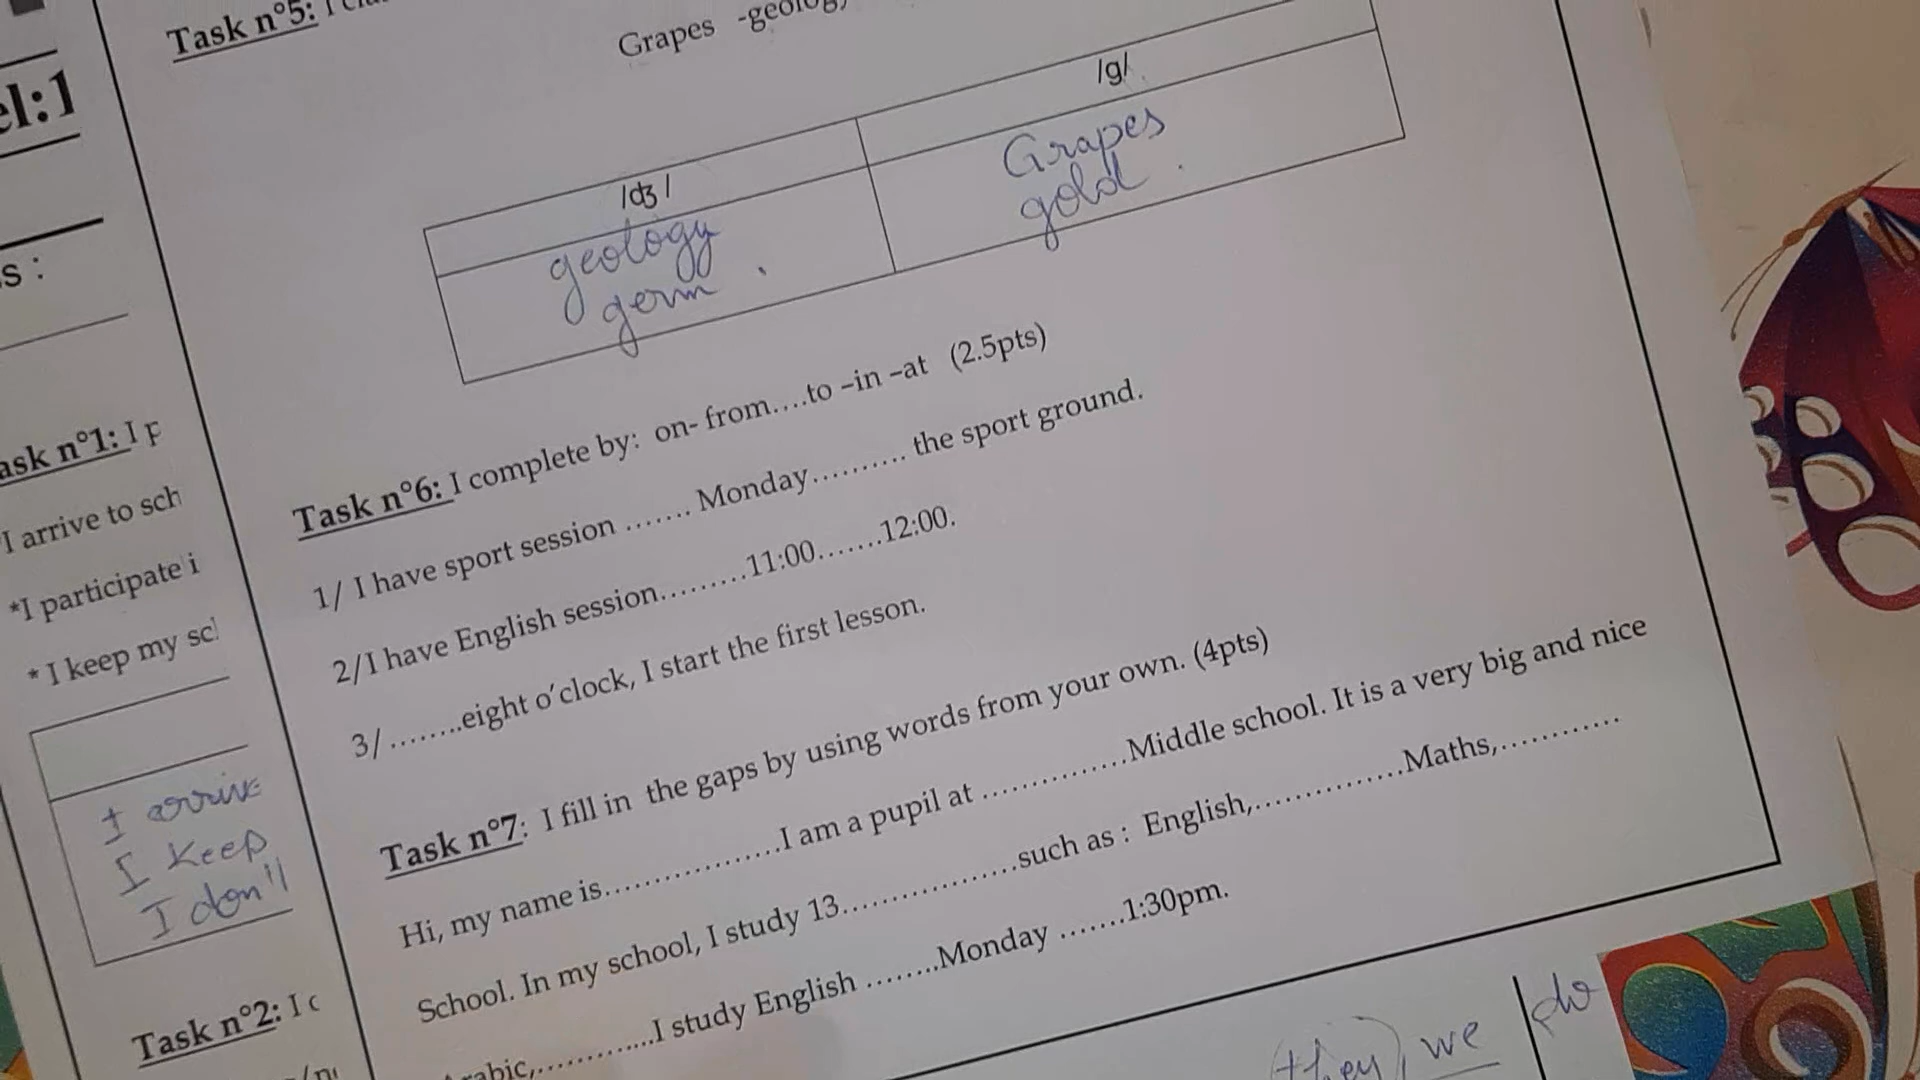 Task n°5: I
Grapes -geology
/ʤ / /g/
geology Grapes
germ . gold .
Task n°6: I complete by: on- from....to –in –at (2.5pts)
1/ I have sport session ....... Monday.......... the sport ground.
2/I have English session.........11:00.......12:00.
3/ ........eight o'clock, I start the first lesson.
Task n°7: I fill in the gaps by using words from your own. (4pts)
Hi, my name is..................I am a pupil at ...............Middle school. It is a very big and nice
School. In my school, I study 13..................such as : English,...............Maths,............
rabic,............I study English ........Monday .......1:30pm.
they, we do
el:1
s :
ask n°1: I p
I arrive to sch
*I participate i
* I keep my sc
I arrive
I keep
I don't
Task n°2: I c